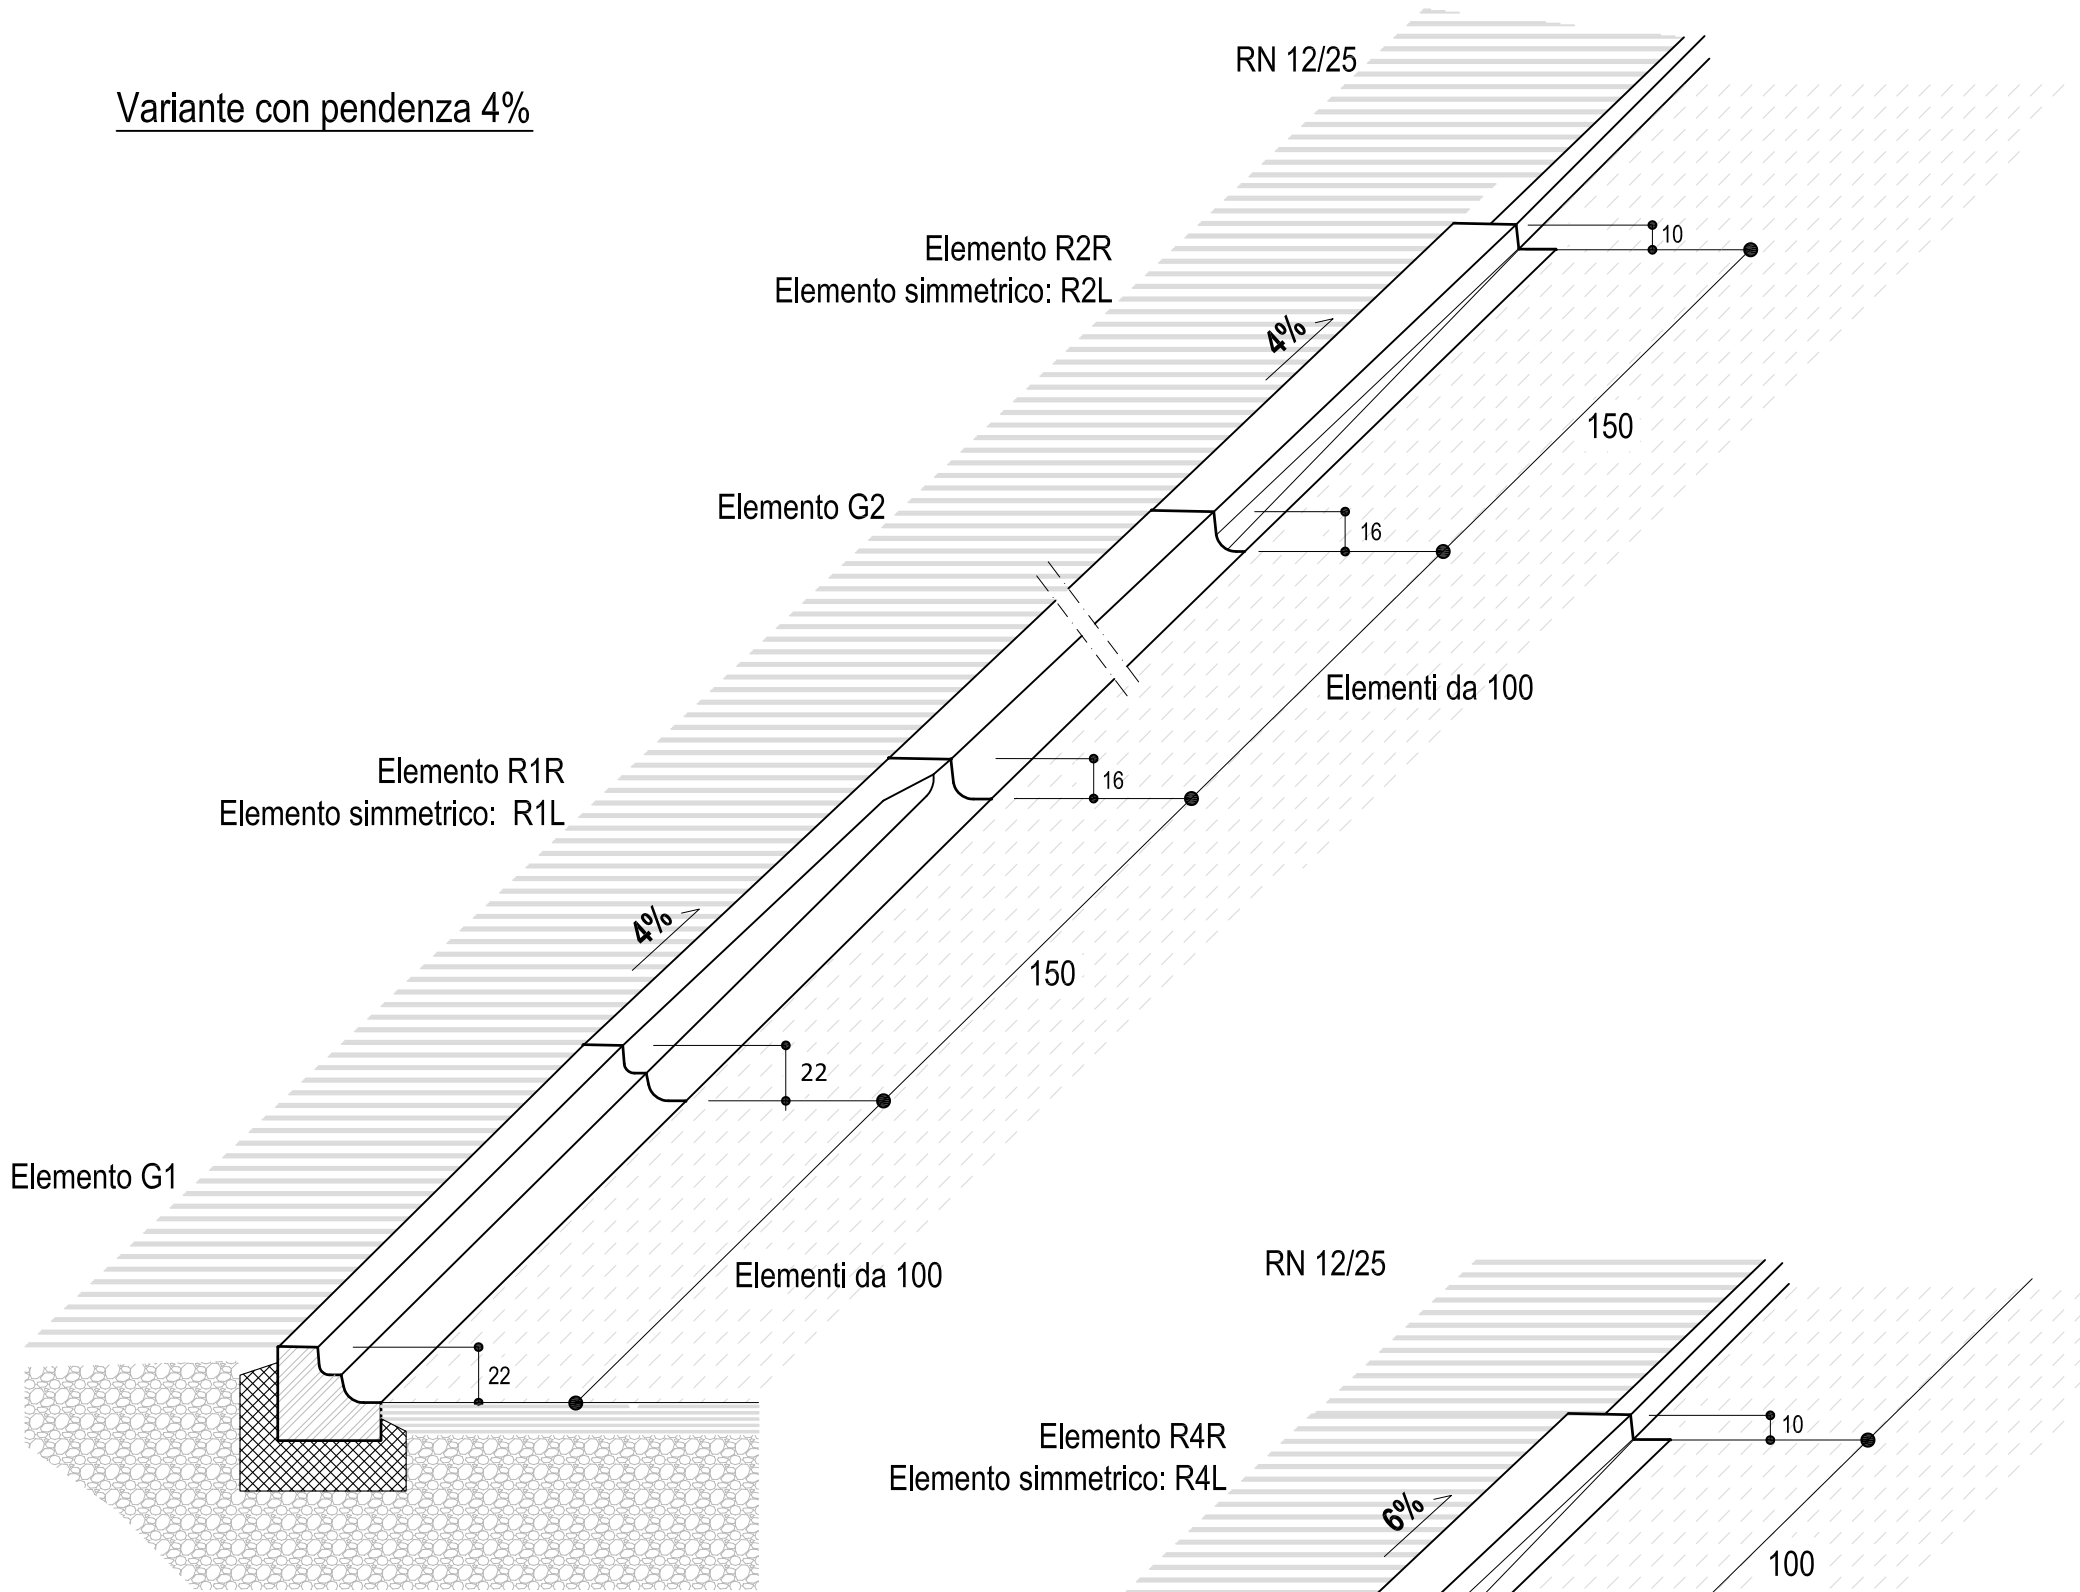 RN 12/25
Variante con pendenza 4%
Elemento R2R
Elemento simmetrico: R2L
10
4%
150
Elemento G2
16
Elementi da 100
Elemento R1R
Elemento simmetrico: R1L
16
4%
150
22
Elemento G1
Elementi da 100
22
RN 12/25
Elemento R4R
Elemento simmetrico: R4L
10
6%
100